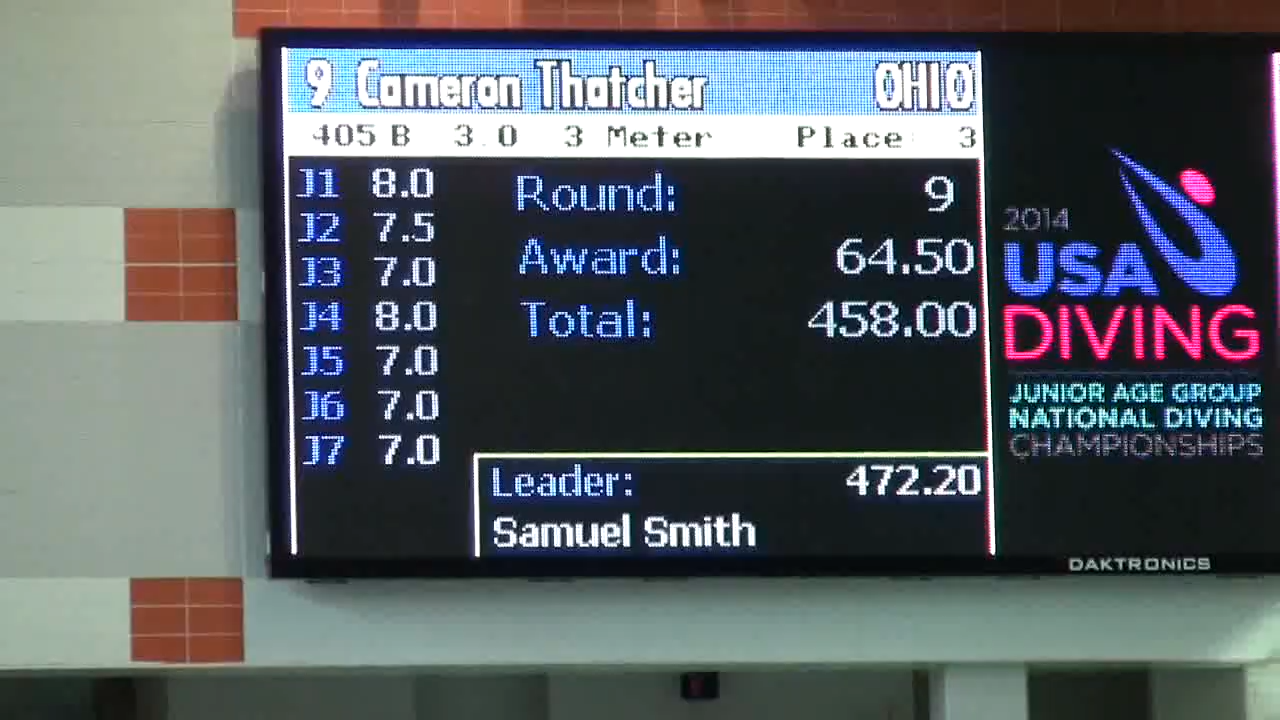 9 Cameron Thatcher OHIO
405 B 3.0 3 Meter Place: 3
J1 8.0 Round: 9
J2 7.5
Award: 64.50
J3 7.0
J4 8.0 Total: 458.00
J5 7.0
J6 7.0
J7 7.0
Leader: 472.20
Samuel Smith
2014
USA
DIVING
JUNIOR AGE GROUP
NATIONAL DIVING
CHAMPIONSHIPS
DAKTRONICS